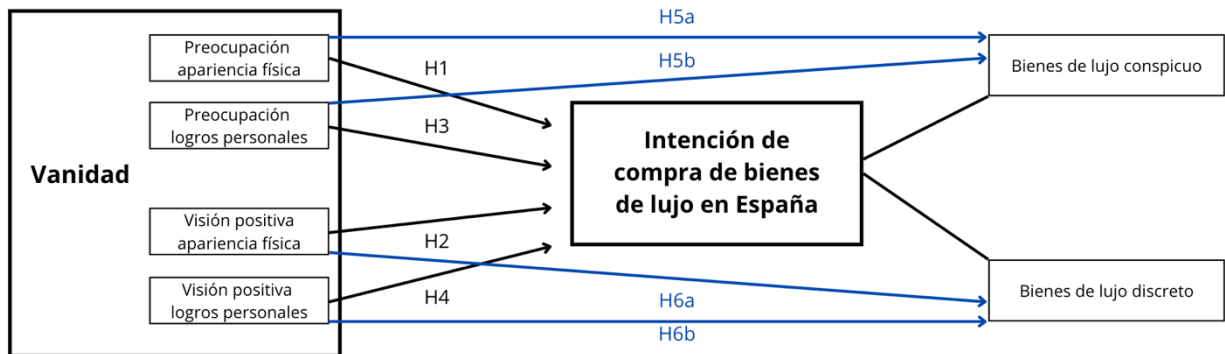 H5a
Preocupación
apariencia física
H5b
Bienes de lujo conspicuo
H1
Preocupación
logros personales
H3
Vanidad
Intención de
compra de bienes
de lujo en España
Visión positiva
apariencia física
H2
Visión positiva
logros personales
H4
H6a
Bienes de lujo discreto
H6b